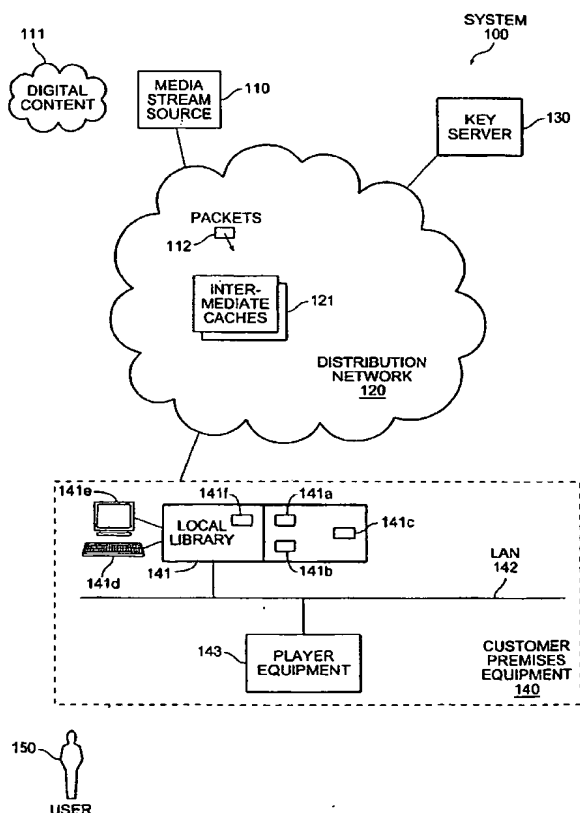 111
DIGITAL
CONTENT
MEDIA
STREAM
SOURCE
110
SYSTEM
100
KEY
SERVER
130
PACKETS
112
INTER-
MEDIATE
CACHES
121
DISTRIBUTION
NETWORK
120
141e
141f
141a
LOCAL
LIBRARY
141c
141
141b
141d
LAN
142
143
PLAYER
EQUIPMENT
CUSTOMER
PREMISES
EQUIPMENT
140
150
USER